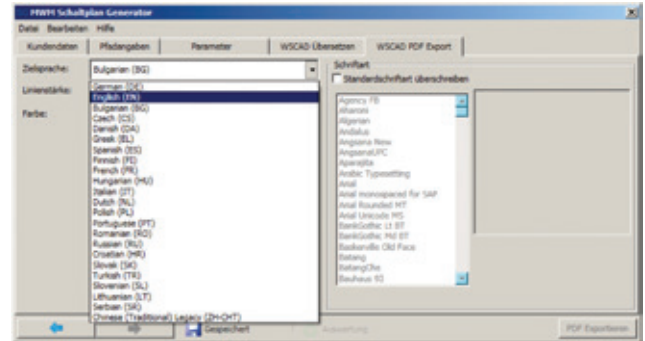 MWM Schaltplan Generator
Datei Bearbeiten Hilfe
Kundendaten Pfadangaben Parameter WSCAD Übersetzen WSCAD PDF Export
Zielsprache:
Bulgarian (BG)
Linienstärke:
Farbe:
German (DE)
English (EN)
Bulgarian (BG)
Czech (CS)
Danish (DA)
Greek (EL)
Spanish (ES)
Finnish (FI)
French (FR)
Hungarian (HU)
Italian (IT)
Dutch (NL)
Polish (PL)
Portuguese (PT)
Romanian (RO)
Russian (RU)
Croatian (HR)
Slovak (SK)
Turkish (TR)
Slovenian (SL)
Lithuanian (LT)
Serbian (SR)
Chinese (Traditional) Legacy (ZH-CHT)
Schriftart
Standardschriftart überschreiben
Agency FB
Aharoni
Algerian
Andalus
Angsana New
AngsanaUPC
Aparajita
Arabic Typesetting
Arial
Arial monospaced for SAP
Arial Rounded MT
Arial Unicode MS
BankGothic Lt BT
BankGothic Md BT
Baskerville Old Face
Batang
BatangChe
Bauhaus 93
Gespeichert
Auswertung
PDF Exportieren